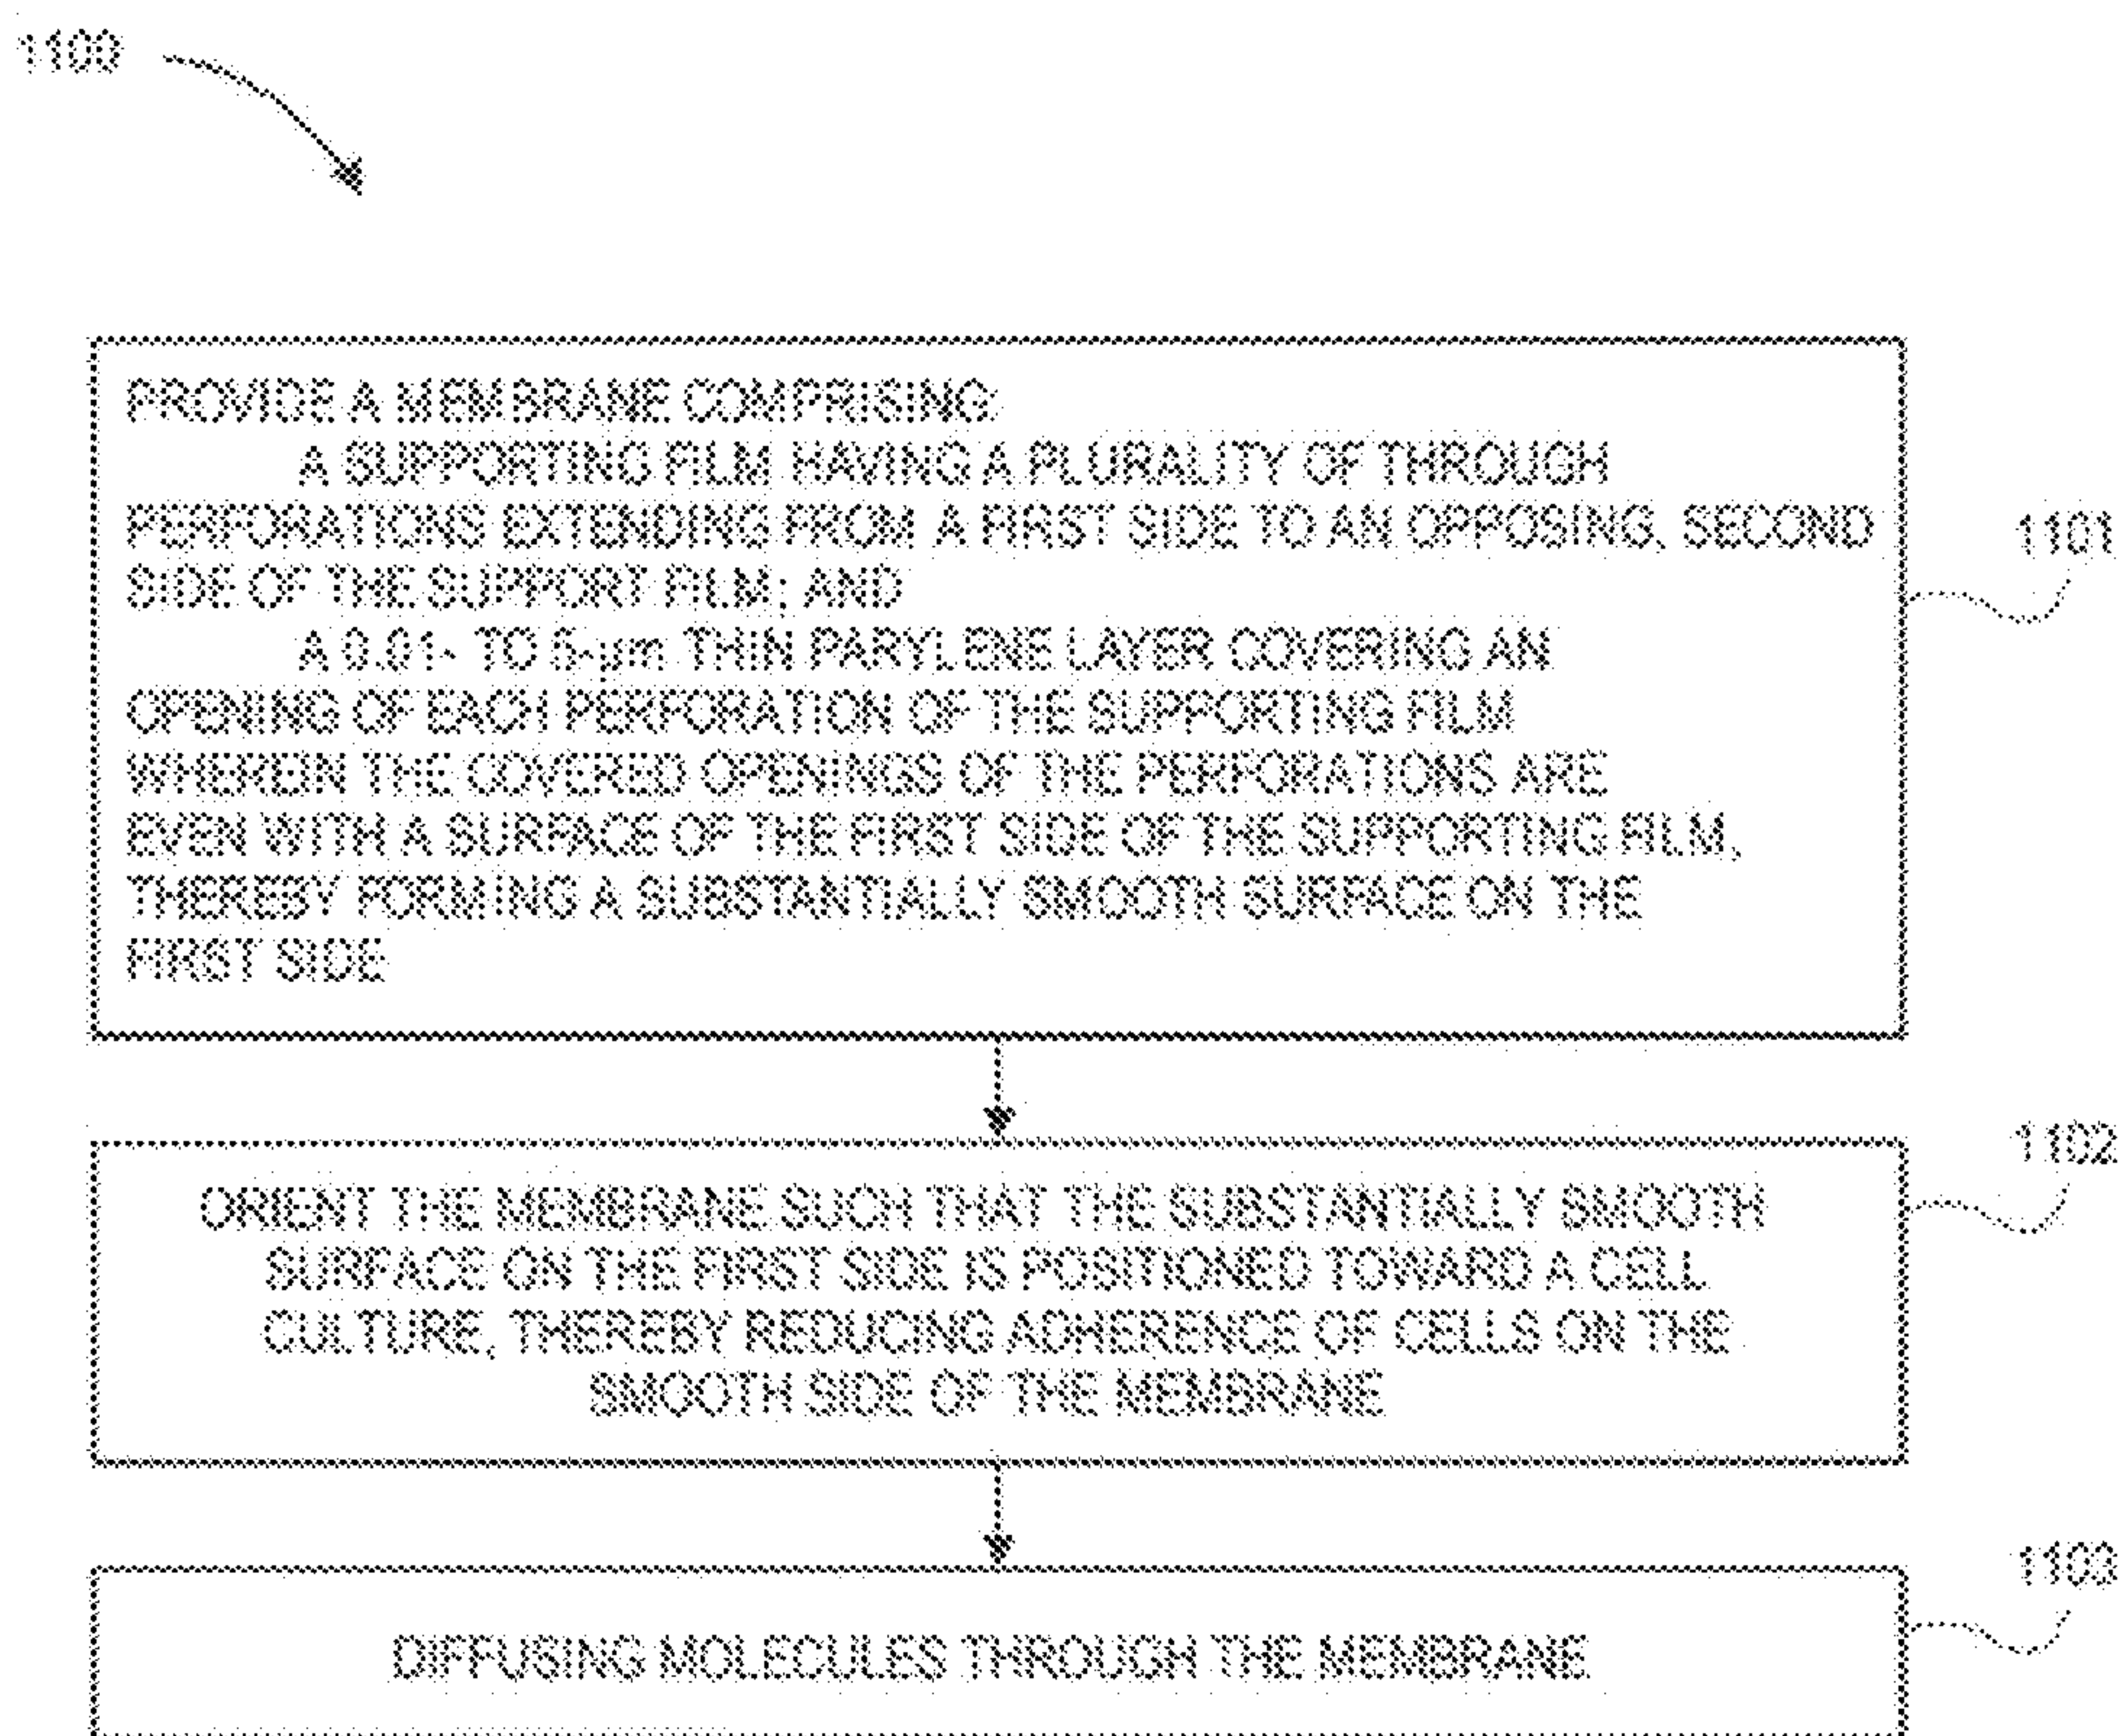 1100
PROVIDE A MEMBRANE COMPRISING:
A SUPPORTING FILM HAVING A PLURALITY OF THROUGH
PERFORATIONS EXTENDING FROM A FIRST SIDE TO AN OPPOSING, SECOND
1101
SIDE OF THE SUPPORT FILM; AND
A 0.01- TO 5-µm THIN PARYLENE LAYER COVERING AN
OPENING OF EACH PERFORATION OF THE SUPPORTING FILM
WHEREIN THE COVERED OPENINGS OF THE PERFORATIONS ARE
EVEN WITH A SURFACE OF THE FIRST SIDE OF THE SUPPORTING FILM,
THEREBY FORMING A SUBSTANTIALLY SMOOTH SURFACE ON THE
FIRST SIDE
1102
ORIENT THE MEMBRANE SUCH THAT THE SUBSTANTIALLY SMOOTH
SURFACE ON THE FIRST SIDE IS POSITIONED TOWARD A CELL
CULTURE, THEREBY REDUCING ADHERENCE OF CELLS ON THE
SMOOTH SIDE OF THE MEMBRANE
1103
DIFFUSING MOLECULES THROUGH THE MEMBRANE